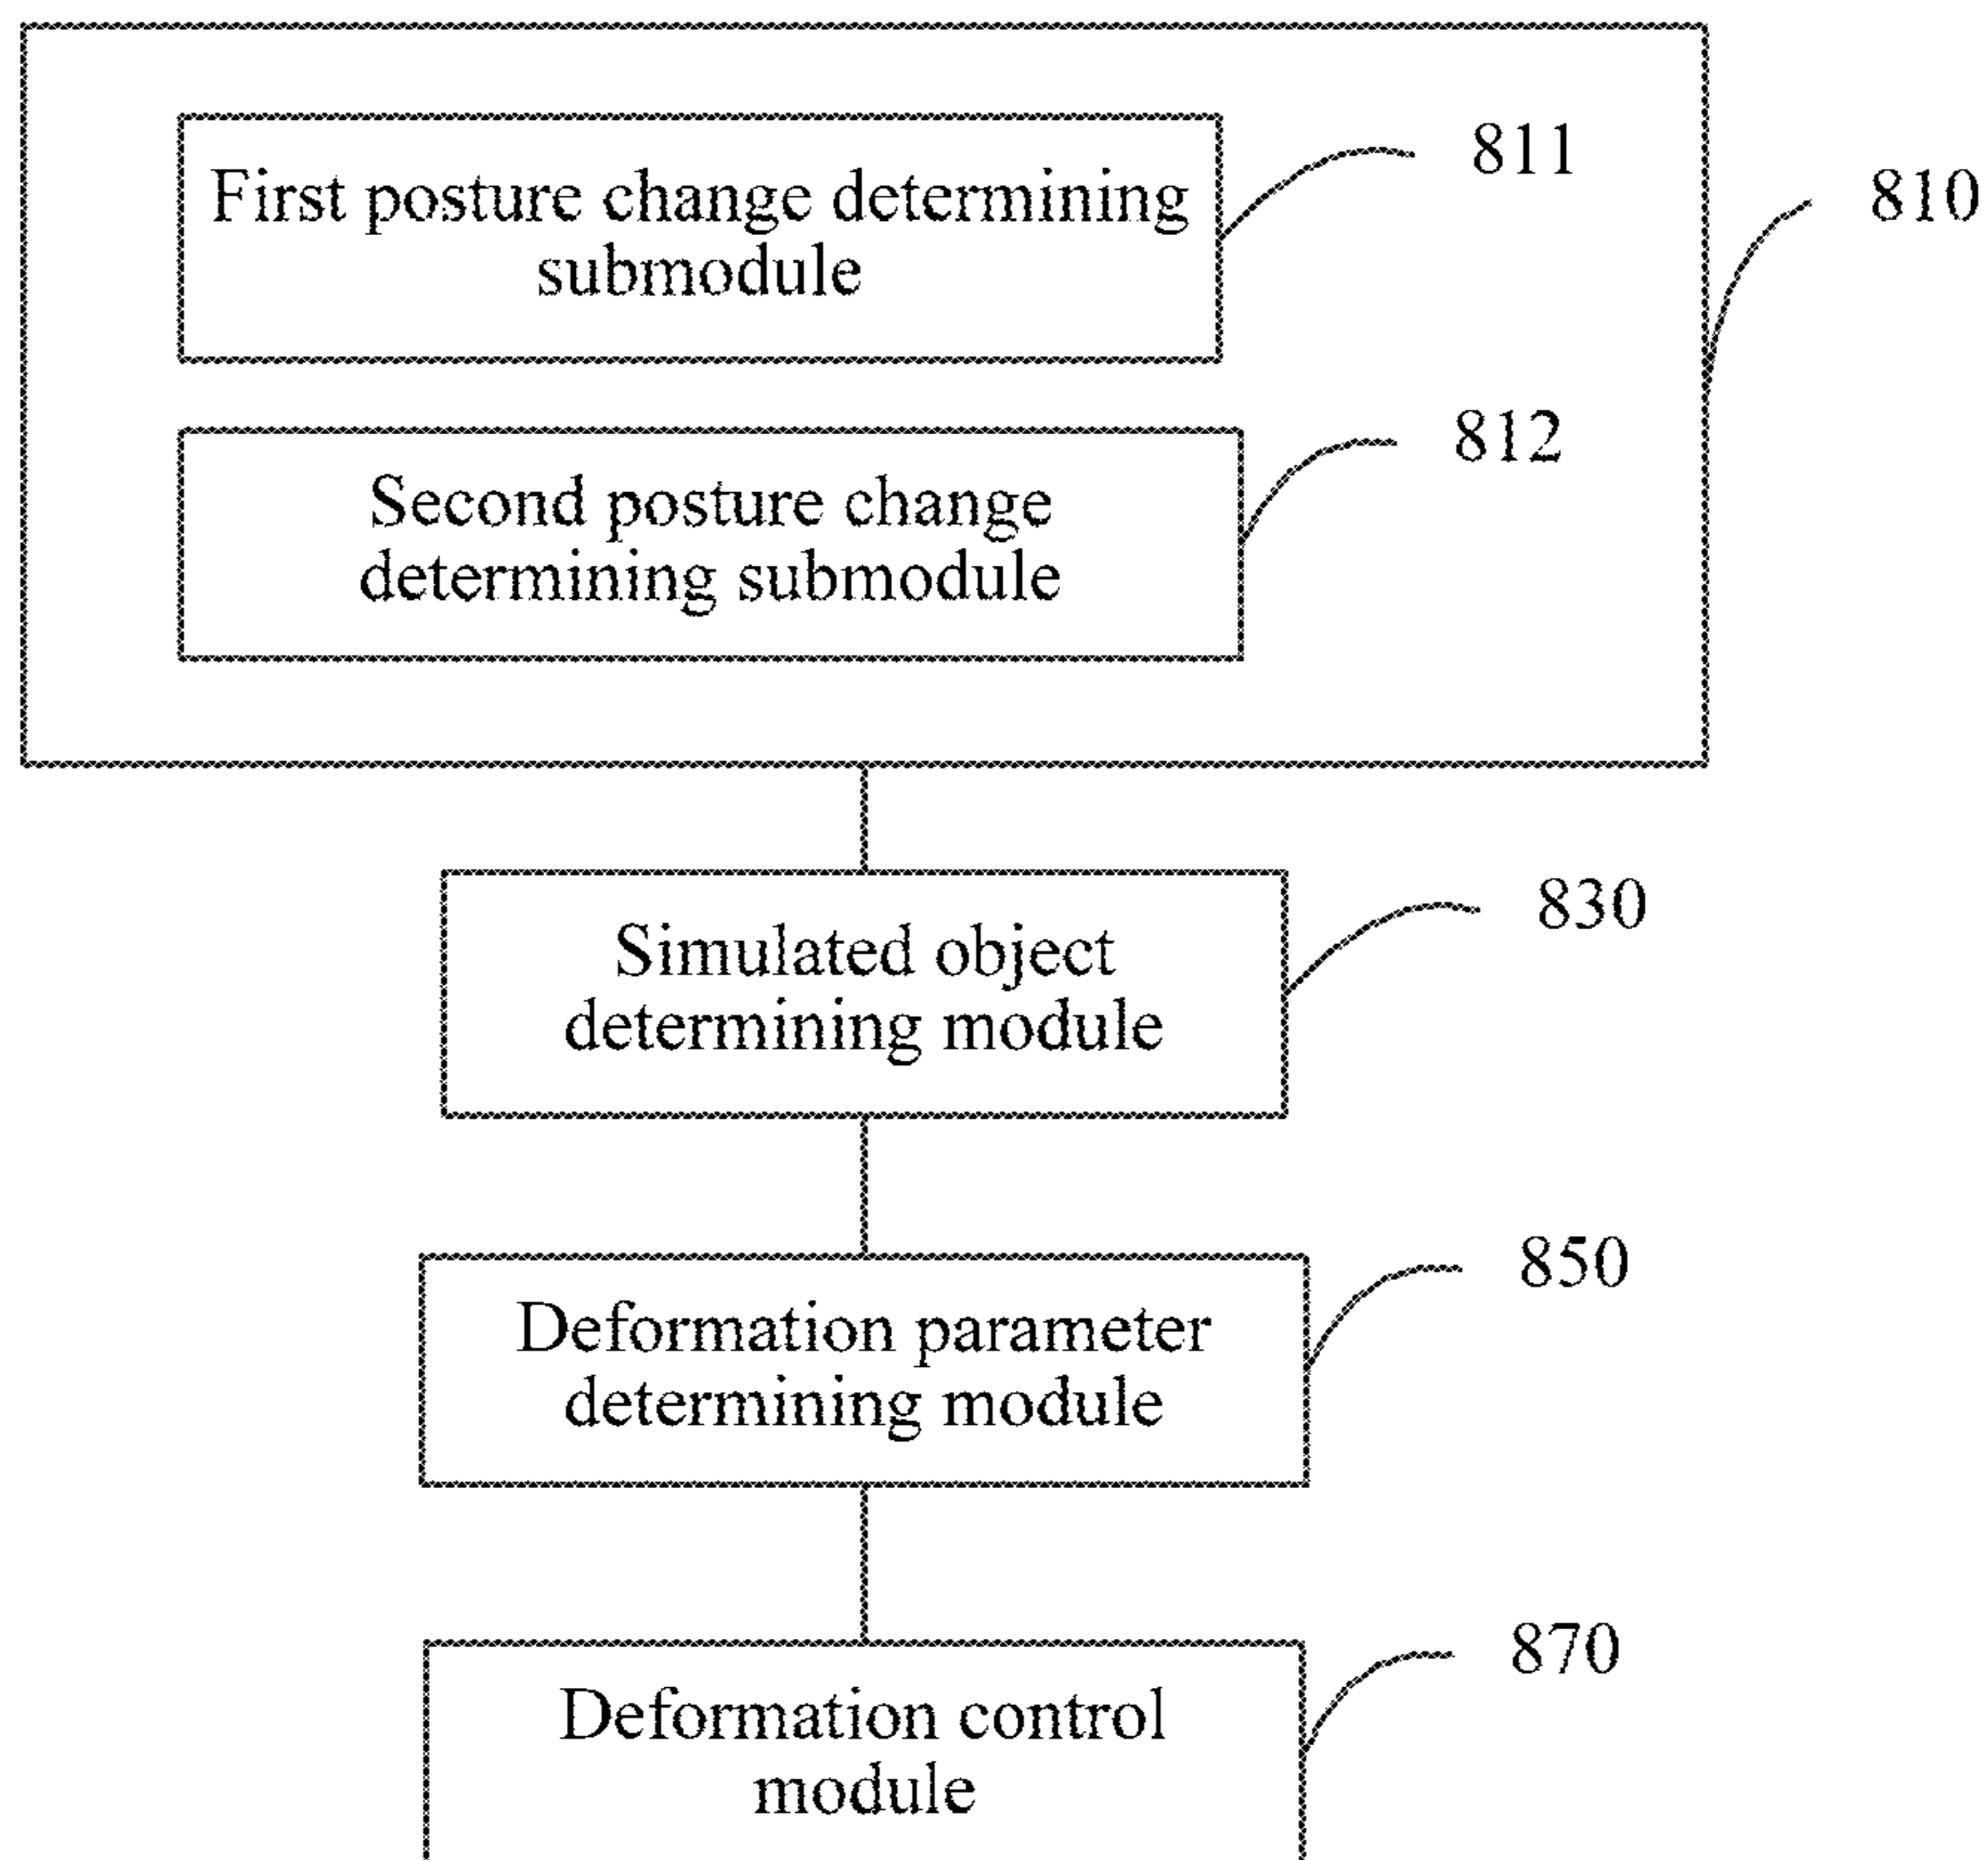 First posture change determining
submodule
811
810
Second posture change
determining submodule
812
Simulated object
determining module
830
Deformation parameter
determining module
850
Deformation control
module
870